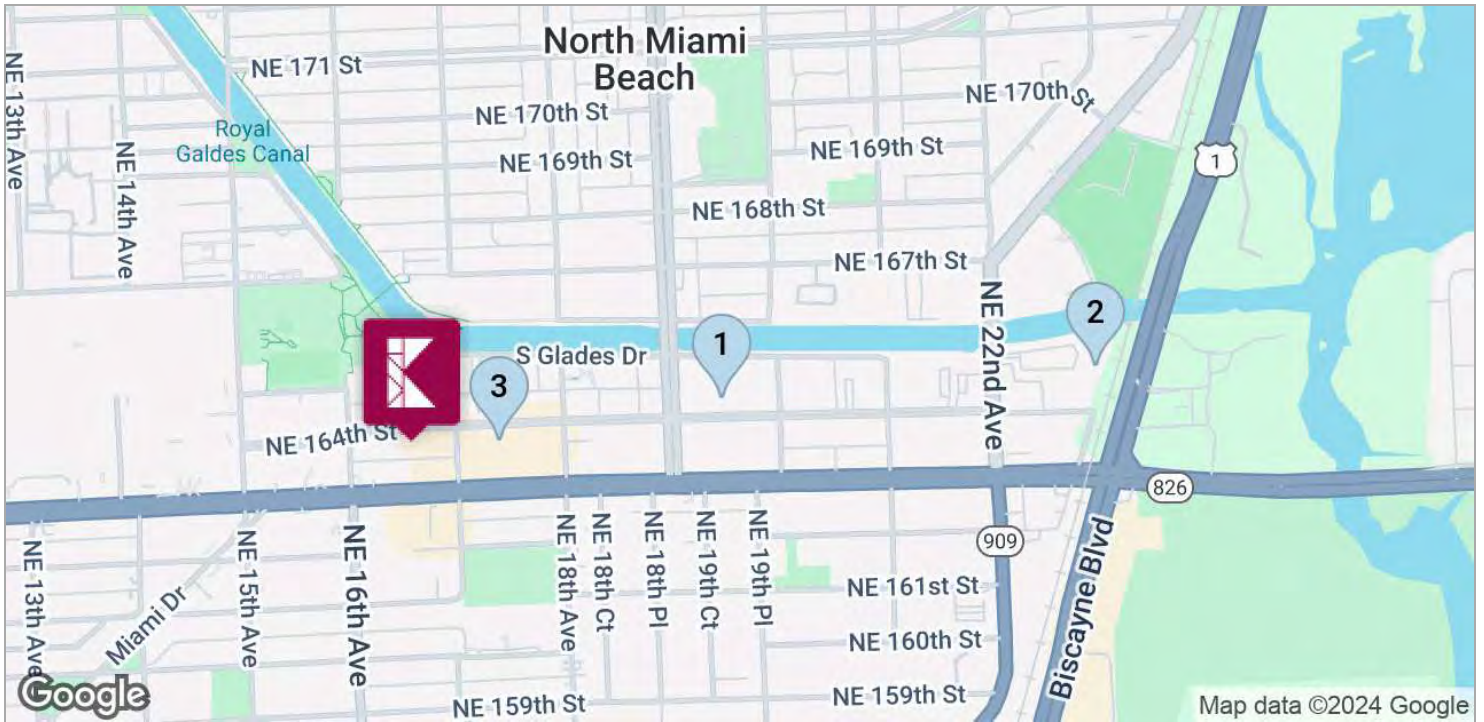 North Miami
Beach
NE 171 St
NE 170th St
NE 170th St
NE 13th Ave
NE 14th Ave
Royal
Galdes Canal
NE 169th St
NE 169th St
1
NE 168th St
NE 167th St
2
1
S Glades Dr
NE 22nd Ave
K
3
NE 164th St
826
909
NE 13th Ave
Miami Dr
NE 15th Ave
NE 16th Ave
NE 18th Ave
NE 18th Ct
NE 18th Pl
NE 19th Ct
NE 19th Pl
NE 161st St
NE 160th St
NE 159th St
NE 159th St
Biscayne Blvd
Google
Map data ©2024 Google